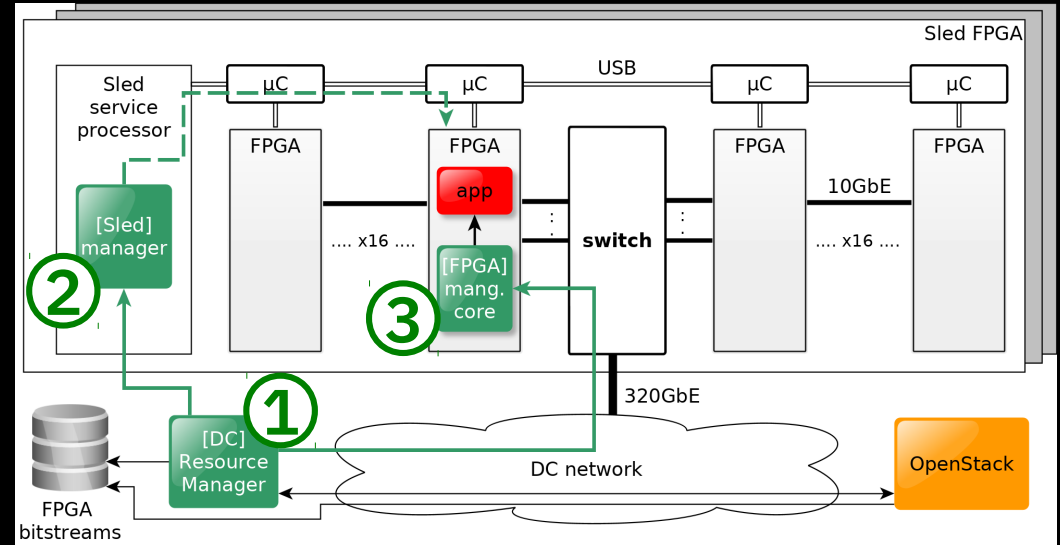 Sled FPGA
Sled
service
processor
µC
µC
USB
µC
µC
FPGA
FPGA
FPGA
FPGA
app
10GbE
[Sled]
manager
.... x16 ....
:
:
switch
:
:
.... x16 ....
[FPGA]
mang.
core
2
3
320GbE
1
[DC]
Resource
Manager
DC network
OpenStack
FPGA
bitstreams